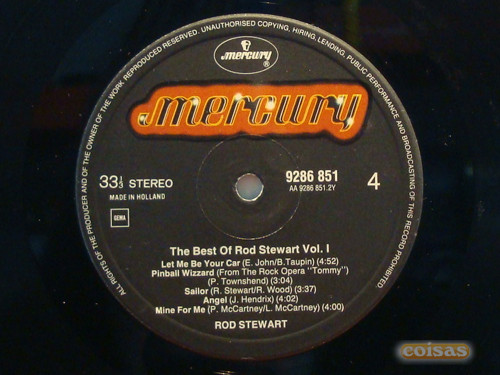 ALL RIGHTS OF THE PRODUCER AND OF THE OWNER OF THE WORK REPRODUCED RESERVED. UNAUTHORISED COPYING, HIRING, LENDING, PUBLIC PERFORMANCE AND BROADCASTING OF THIS RECORD PROHIBITED
mercury
®
mercury
33⅓ STEREO
MADE IN HOLLAND
GEMA
9286 851
AA 9286 851.2Y
4
The Best Of Rod Stewart Vol. I
Let Me Be Your Car (E. John/B.Taupin) (4:52)
Pinball Wizzard (From The Rock Opera "Tommy")
(P. Townshend) (3:04)
Sailor (R. Stewart/R. Wood) (3:37)
Angel (J. Hendrix) (4:02)
Mine For Me (P. McCartney/L. McCartney) (4:00)
ROD STEWART
coisas